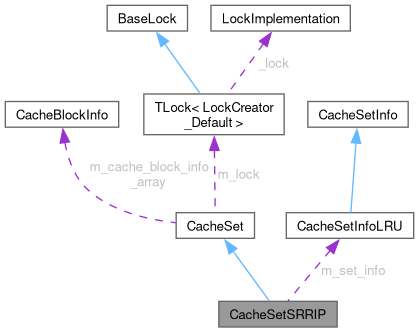 BaseLock
LockImplementation
_lock
CacheBlockInfo
TLock< LockCreator
_Default >
CacheSetInfo
m_cache_block_info
_array
m_lock
CacheSet
CacheSetInfoLRU
m_set_info
CacheSetSRRIP